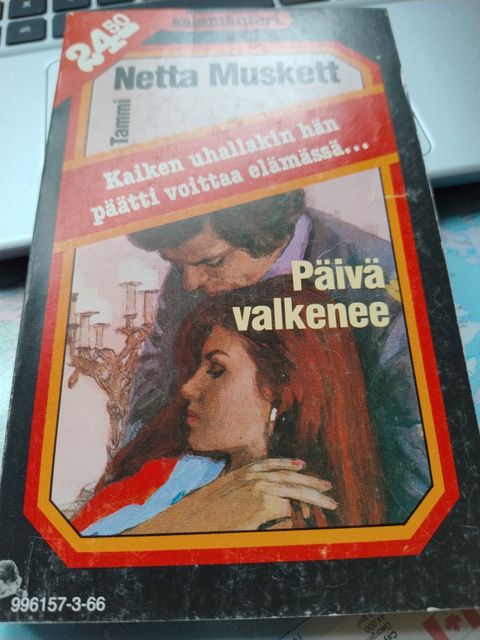 24.50
salamanteri
Tammi
Netta Muskett
Kaiken uhallakin hän
päätti voittaa elämässä...
Päivä
valkenee
996157-3-66